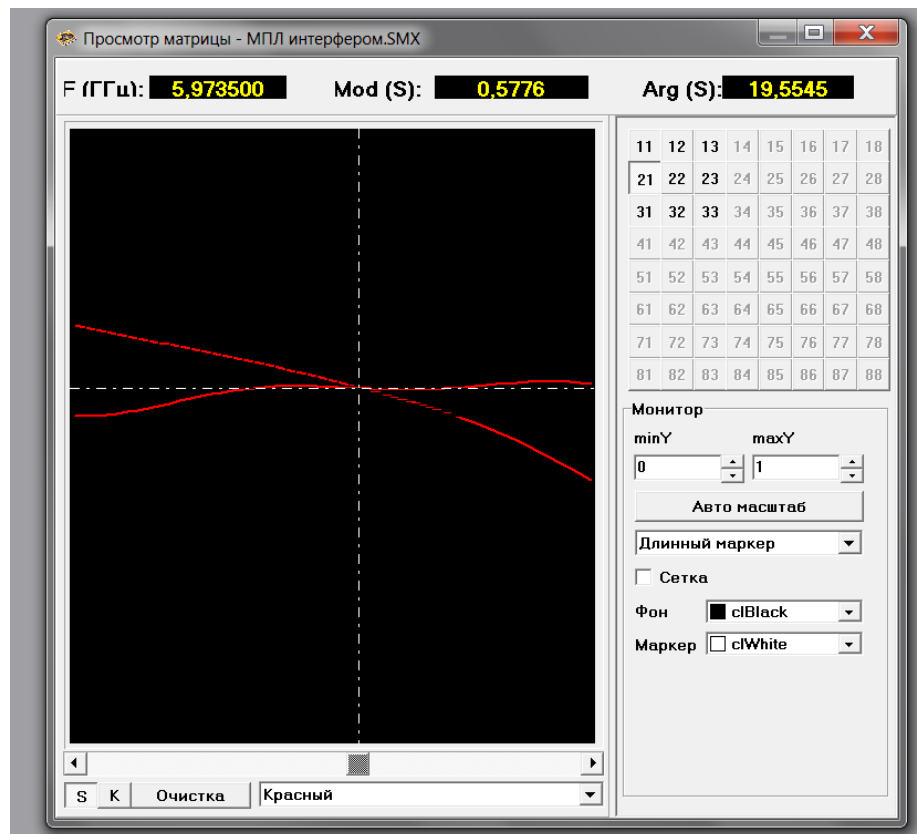 Просмотр матрицы - МПЛ интерфером.SMX
F (ГГц): 5,973500 Mod (S): 0,5776 Arg (S): 19,5545
11 12 13 14 15 16 17 18
21 22 23 24 25 26 27 28
31 32 33 34 35 36 37 38
41 42 43 44 45 46 47 48
51 52 53 54 55 56 57 58
61 62 63 64 65 66 67 68
71 72 73 74 75 76 77 78
81 82 83 84 85 86 87 88
Монитор
minY maxY
0 1
Авто масштаб
Длинный маркер
Сетка
Фон clBlack
Маркер clWhite
S K Очистка Красный